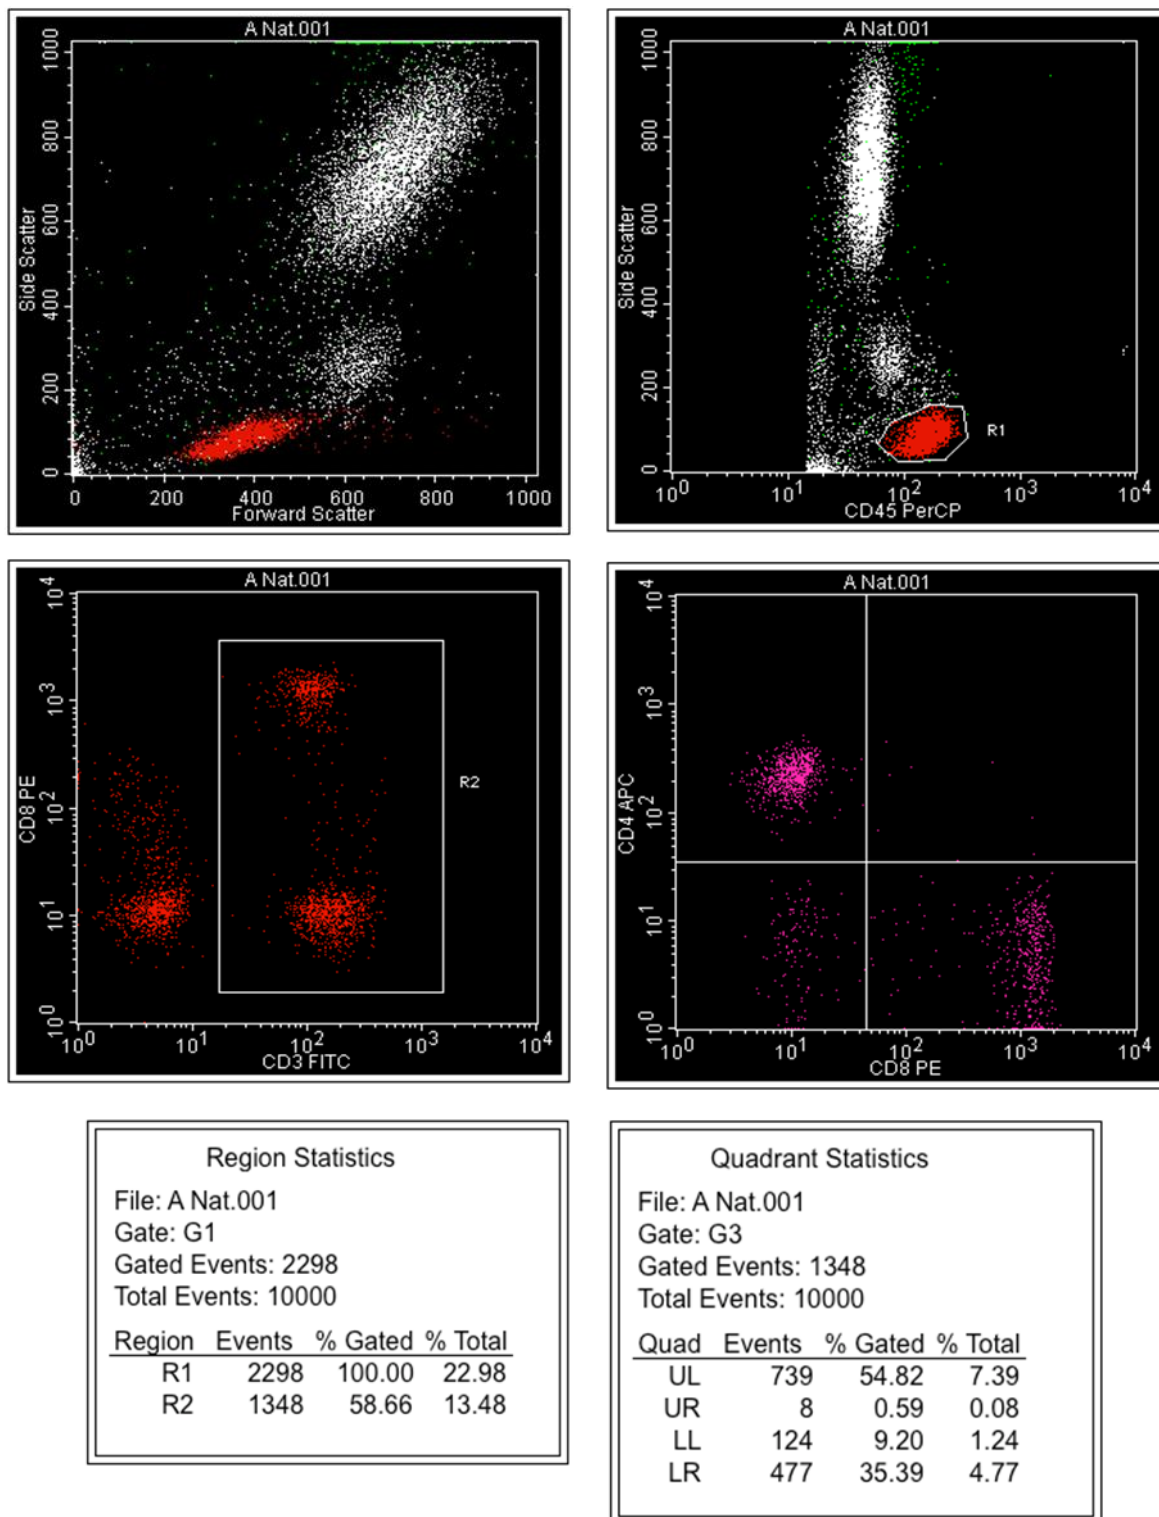 A Nat.001
1000
800
600
400
200
0
Side Scatter
0 200 400 600 800 1000
Forward Scatter
A Nat.001
1000
800
600
400
200
0
Side Scatter
R1
10^0 10^1 10^2 10^3 10^4
CD45 PerCP
A Nat.001
10^4
10^3
10^2
10^1
10^0
CD8 PE
R2
10^0 10^1 10^2 10^3 10^4
CD3 FITC
A Nat.001
10^4
10^3
10^2
10^1
10^0
CD4 APC
10^0 10^1 10^2 10^3 10^4
CD8 PE
Region Statistics
File: A Nat.001
Gate: G1
Gated Events: 2298
Total Events: 10000
Region Events % Gated % Total
R1 2298 100.00 22.98
R2 1348 58.66 13.48
Quadrant Statistics
File: A Nat.001
Gate: G3
Gated Events: 1348
Total Events: 10000
Quad Events % Gated % Total
UL 739 54.82 7.39
UR 8 0.59 0.08
LL 124 9.20 1.24
LR 477 35.39 4.77